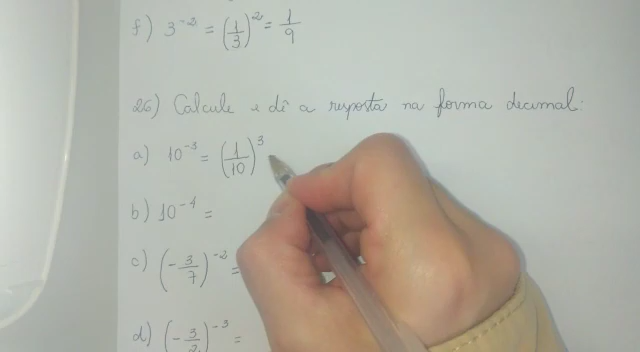 f) 3⁻² = (1/3)² = 1/9
26) Calcule e dê a resposta na forma decimal:
a) 10⁻³ = (1/10)³
b) 10⁻⁴ =
c) (-3/7)⁻² =
d) (-3/2)⁻³ =